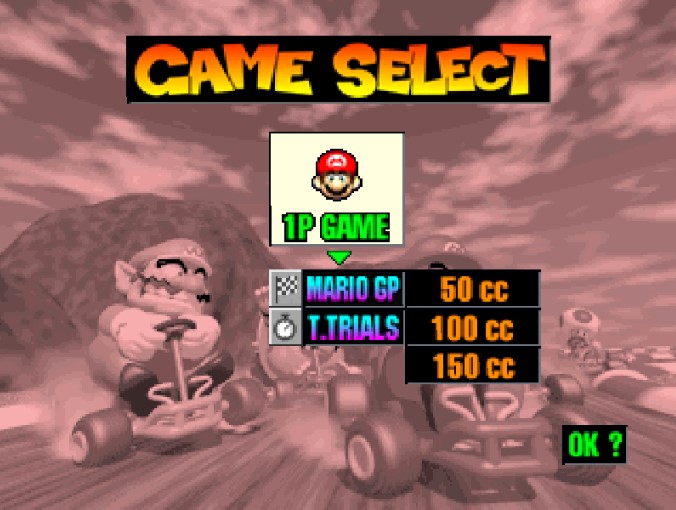 GAME SELECT
1P GAME
MARIO GP 50 cc
T.TRIALS 100 cc
150 cc
OK ?